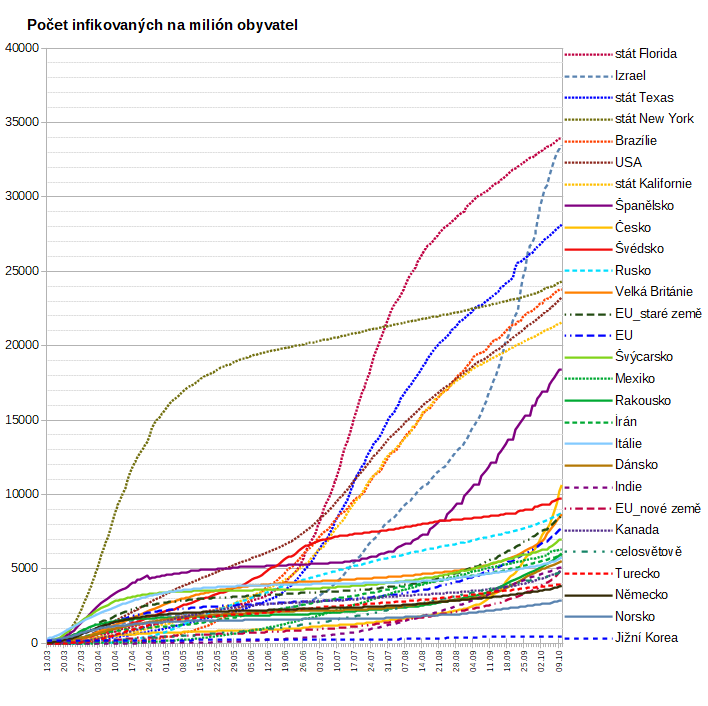 Počet infikovaných na milión obyvatel
40000
35000
30000
25000
20000
15000
10000
5000
0
13.03
20.03
27.03
03.04
10.04
17.04
24.04
01.05
08.05
15.05
22.05
29.05
05.06
12.06
19.06
26.06
03.07
10.07
17.07
24.07
31.07
07.08
14.08
21.08
28.08
04.09
11.09
18.09
25.09
02.10
09.10
stát Florida
Izrael
stát Texas
stát New York
Brazílie
USA
stát Kalifornie
Španělsko
Česko
Švédsko
Rusko
Velká Británie
EU_staré země
EU
Švýcarsko
Mexiko
Rakousko
Írán
Itálie
Dánsko
Indie
EU_nové země
Kanada
celosvětově
Turecko
Německo
Norsko
Jižní Korea